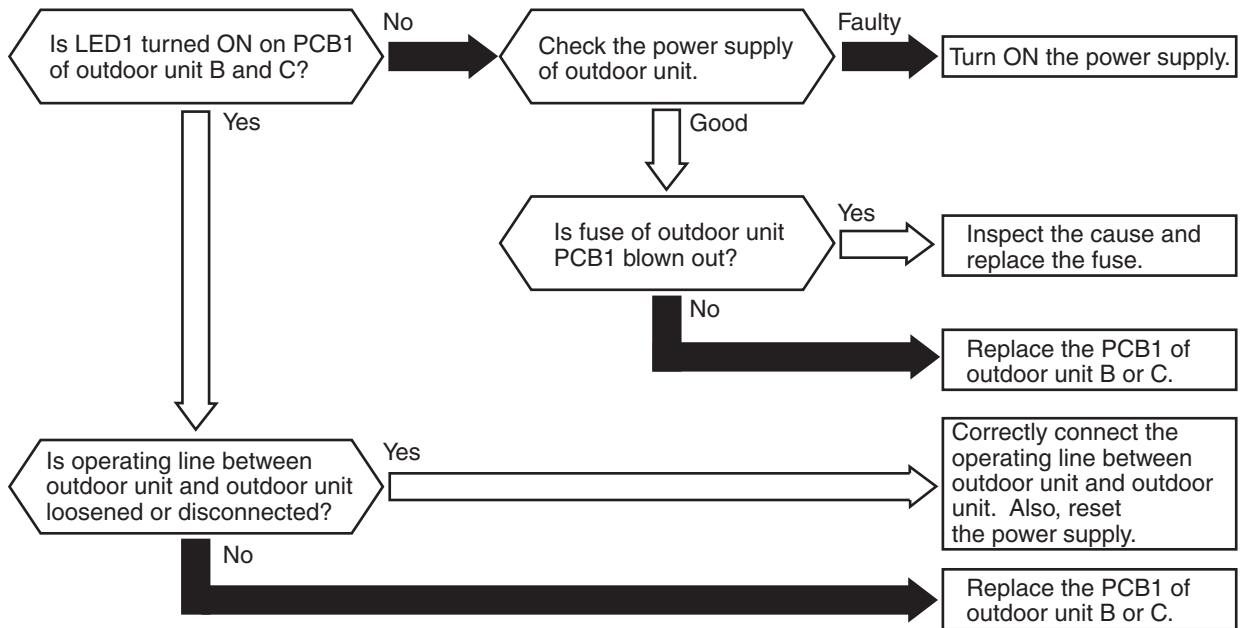 Is LED1 turned ON on PCB1
of outdoor unit B and C?
No
Check the power supply
of outdoor unit.
Faulty
Turn ON the power supply.
Yes
Good
Is fuse of outdoor unit
PCB1 blown out?
Yes
Inspect the cause and
replace the fuse.
No
Replace the PCB1 of
outdoor unit B or C.
Is operating line between
outdoor unit and outdoor unit
loosened or disconnected?
Yes
Correctly connect the
operating line between
outdoor unit and outdoor
unit. Also, reset
the power supply.
No
Replace the PCB1 of
outdoor unit B or C.